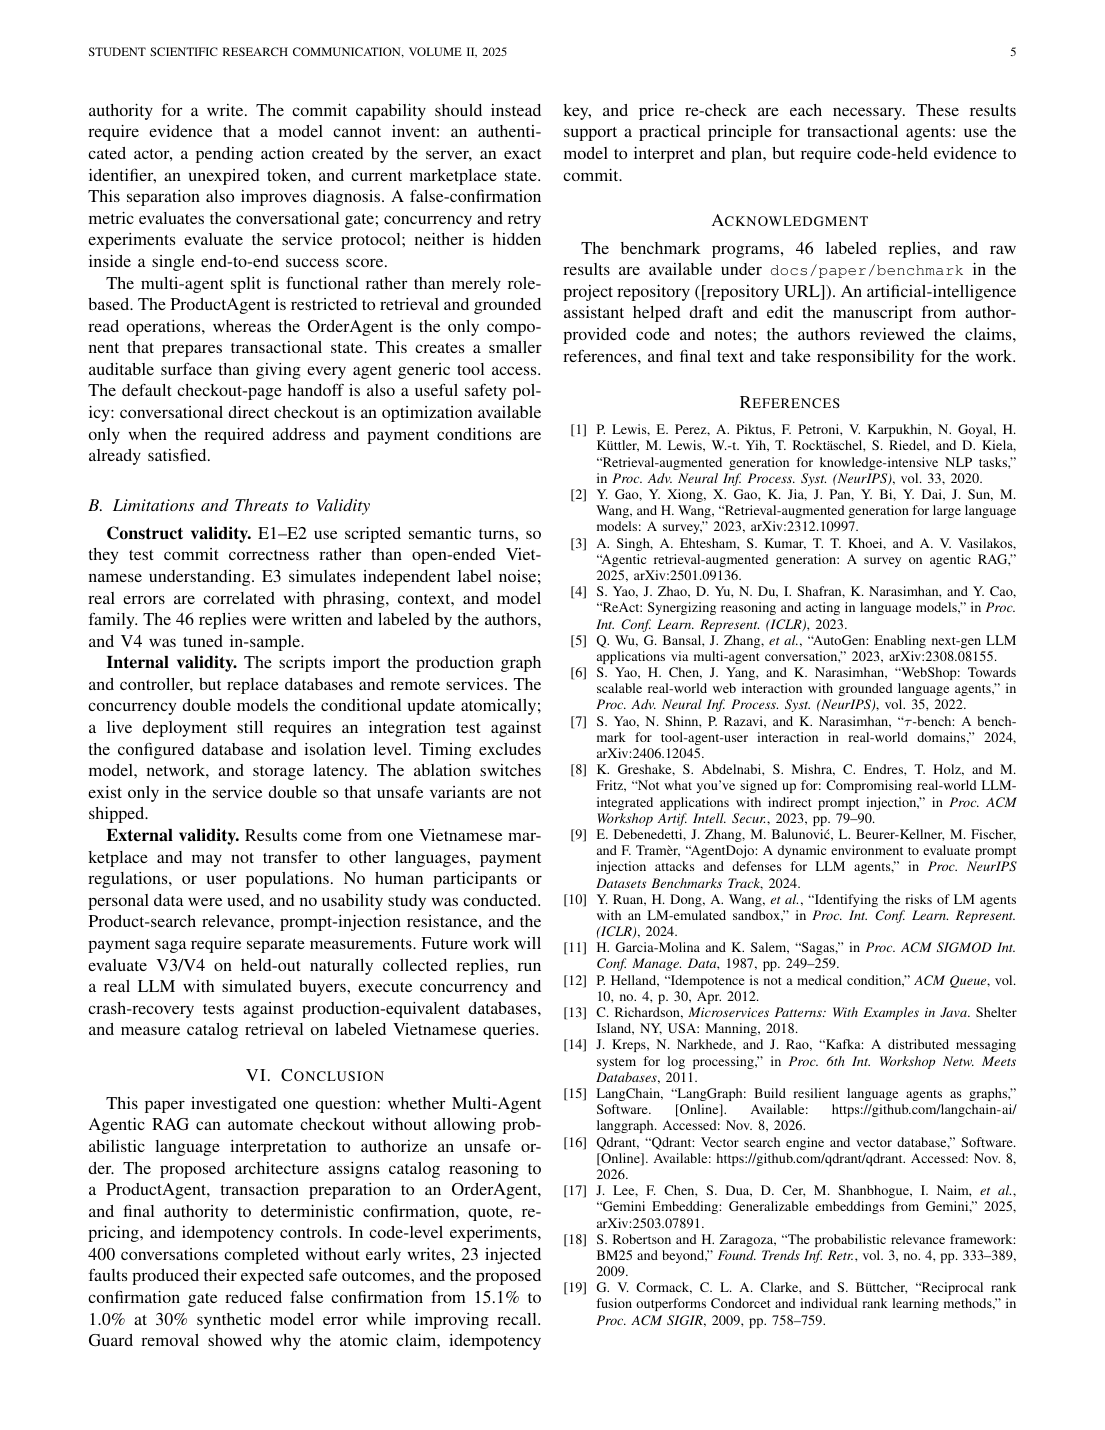 STUDENT SCIENTIFIC RESEARCH COMMUNICATION, VOLUME II, 2025
5
authority for a write. The commit capability should instead
require evidence that a model cannot invent: an authenti-
cated actor, a pending action created by the server, an exact
identifier, an unexpired token, and current marketplace state.
This separation also improves diagnosis. A false-confirmation
metric evaluates the conversational gate; concurrency and retry
experiments evaluate the service protocol; neither is hidden
inside a single end-to-end success score.
The multi-agent split is functional rather than merely role-
based. The ProductAgent is restricted to retrieval and grounded
read operations, whereas the OrderAgent is the only compo-
nent that prepares transactional state. This creates a smaller
auditable surface than giving every agent generic tool access.
The default checkout-page handoff is also a useful safety pol-
icy: conversational direct checkout is an optimization available
only when the required address and payment conditions are
already satisfied.
B. Limitations and Threats to Validity
Construct validity. E1–E2 use scripted semantic turns, so
they test commit correctness rather than open-ended Viet-
namese understanding. E3 simulates independent label noise;
real errors are correlated with phrasing, context, and model
family. The 46 replies were written and labeled by the authors,
and V4 was tuned in-sample.
Internal validity. The scripts import the production graph
and controller, but replace databases and remote services. The
concurrency double models the conditional update atomically;
a live deployment still requires an integration test against
the configured database and isolation level. Timing excludes
model, network, and storage latency. The ablation switches
exist only in the service double so that unsafe variants are not
shipped.
External validity. Results come from one Vietnamese mar-
ketplace and may not transfer to other languages, payment
regulations, or user populations. No human participants or
personal data were used, and no usability study was conducted.
Product-search relevance, prompt-injection resistance, and the
payment saga require separate measurements. Future work will
evaluate V3/V4 on held-out naturally collected replies, run
a real LLM with simulated buyers, execute concurrency and
crash-recovery tests against production-equivalent databases,
and measure catalog retrieval on labeled Vietnamese queries.
VI. CONCLUSION
This paper investigated one question: whether Multi-Agent
Agentic RAG can automate checkout without allowing prob-
abilistic language interpretation to authorize an unsafe or-
der. The proposed architecture assigns catalog reasoning to
a ProductAgent, transaction preparation to an OrderAgent,
and final authority to deterministic confirmation, quote, re-
pricing, and idempotency controls. In code-level experiments,
400 conversations completed without early writes, 23 injected
faults produced their expected safe outcomes, and the proposed
confirmation gate reduced false confirmation from 15.1% to
1.0% at 30% synthetic model error while improving recall.
Guard removal showed why the atomic claim, idempotency
key, and price re-check are each necessary. These results
support a practical principle for transactional agents: use the
model to interpret and plan, but require code-held evidence to
commit.
ACKNOWLEDGMENT
The benchmark programs, 46 labeled replies, and raw
results are available under docs/paper/benchmark in the
project repository ([repository URL]). An artificial-intelligence
assistant helped draft and edit the manuscript from author-
provided code and notes; the authors reviewed the claims,
references, and final text and take responsibility for the work.
REFERENCES
[1] P. Lewis, E. Perez, A. Piktus, F. Petroni, V. Karpukhin, N. Goyal, H.
Küttler, M. Lewis, W.-t. Yih, T. Rocktäschel, S. Riedel, and D. Kiela,
“Retrieval-augmented generation for knowledge-intensive NLP tasks,”
in Proc. Adv. Neural Inf. Process. Syst. (NeurIPS), vol. 33, 2020.
[2] Y. Gao, Y. Xiong, X. Gao, K. Jia, J. Pan, Y. Bi, Y. Dai, J. Sun, M.
Wang, and H. Wang, “Retrieval-augmented generation for large language
models: A survey,” 2023, arXiv:2312.10997.
[3] A. Singh, A. Ehtesham, S. Kumar, T. T. Khoei, and A. V. Vasilakos,
“Agentic retrieval-augmented generation: A survey on agentic RAG,”
2025, arXiv:2501.09136.
[4] S. Yao, J. Zhao, D. Yu, N. Du, I. Shafran, K. Narasimhan, and Y. Cao,
“ReAct: Synergizing reasoning and acting in language models,” in Proc.
Int. Conf. Learn. Represent. (ICLR), 2023.
[5] Q. Wu, G. Bansal, J. Zhang, et al., “AutoGen: Enabling next-gen LLM
applications via multi-agent conversation,” 2023, arXiv:2308.08155.
[6] S. Yao, H. Chen, J. Yang, and K. Narasimhan, “WebShop: Towards
scalable real-world web interaction with grounded language agents,” in
Proc. Adv. Neural Inf. Process. Syst. (NeurIPS), vol. 35, 2022.
[7] S. Yao, N. Shinn, P. Razavi, and K. Narasimhan, “τ-bench: A bench-
mark for tool-agent-user interaction in real-world domains,” 2024,
arXiv:2406.12045.
[8] K. Greshake, S. Abdelnabi, S. Mishra, C. Endres, T. Holz, and M.
Fritz, “Not what you’ve signed up for: Compromising real-world LLM-
integrated applications with indirect prompt injection,” in Proc. ACM
Workshop Artif. Intell. Secur., 2023, pp. 79–90.
[9] E. Debenedetti, J. Zhang, M. Balunović, L. Beurer-Kellner, M. Fischer,
and F. Tramèr, “AgentDojo: A dynamic environment to evaluate prompt
injection attacks and defenses for LLM agents,” in Proc. NeurIPS
Datasets Benchmarks Track, 2024.
[10] Y. Ruan, H. Dong, A. Wang, et al., “Identifying the risks of LM agents
with an LM-emulated sandbox,” in Proc. Int. Conf. Learn. Represent.
(ICLR), 2024.
[11] H. Garcia-Molina and K. Salem, “Sagas,” in Proc. ACM SIGMOD Int.
Conf. Manage. Data, 1987, pp. 249–259.
[12] P. Helland, “Idempotence is not a medical condition,” ACM Queue, vol.
10, no. 4, p. 30, Apr. 2012.
[13] C. Richardson, Microservices Patterns: With Examples in Java. Shelter
Island, NY, USA: Manning, 2018.
[14] J. Kreps, N. Narkhede, and J. Rao, “Kafka: A distributed messaging
system for log processing,” in Proc. 6th Int. Workshop Netw. Meets
Databases, 2011.
[15] LangChain, “LangGraph: Build resilient language agents as graphs,”
Software. [Online]. Available: https://github.com/langchain-ai/
langgraph. Accessed: Nov. 8, 2026.
[16] Qdrant, “Qdrant: Vector search engine and vector database,” Software.
[Online]. Available: https://github.com/qdrant/qdrant. Accessed: Nov. 8,
2026.
[17] J. Lee, F. Chen, S. Dua, D. Cer, M. Shanbhogue, I. Naim, et al.,
“Gemini Embedding: Generalizable embeddings from Gemini,” 2025,
arXiv:2503.07891.
[18] S. Robertson and H. Zaragoza, “The probabilistic relevance framework:
BM25 and beyond,” Found. Trends Inf. Retr., vol. 3, no. 4, pp. 333–389,
2009.
[19] G. V. Cormack, C. L. A. Clarke, and S. Büttcher, “Reciprocal rank
fusion outperforms Condorcet and individual rank learning methods,” in
Proc. ACM SIGIR, 2009, pp. 758–759.